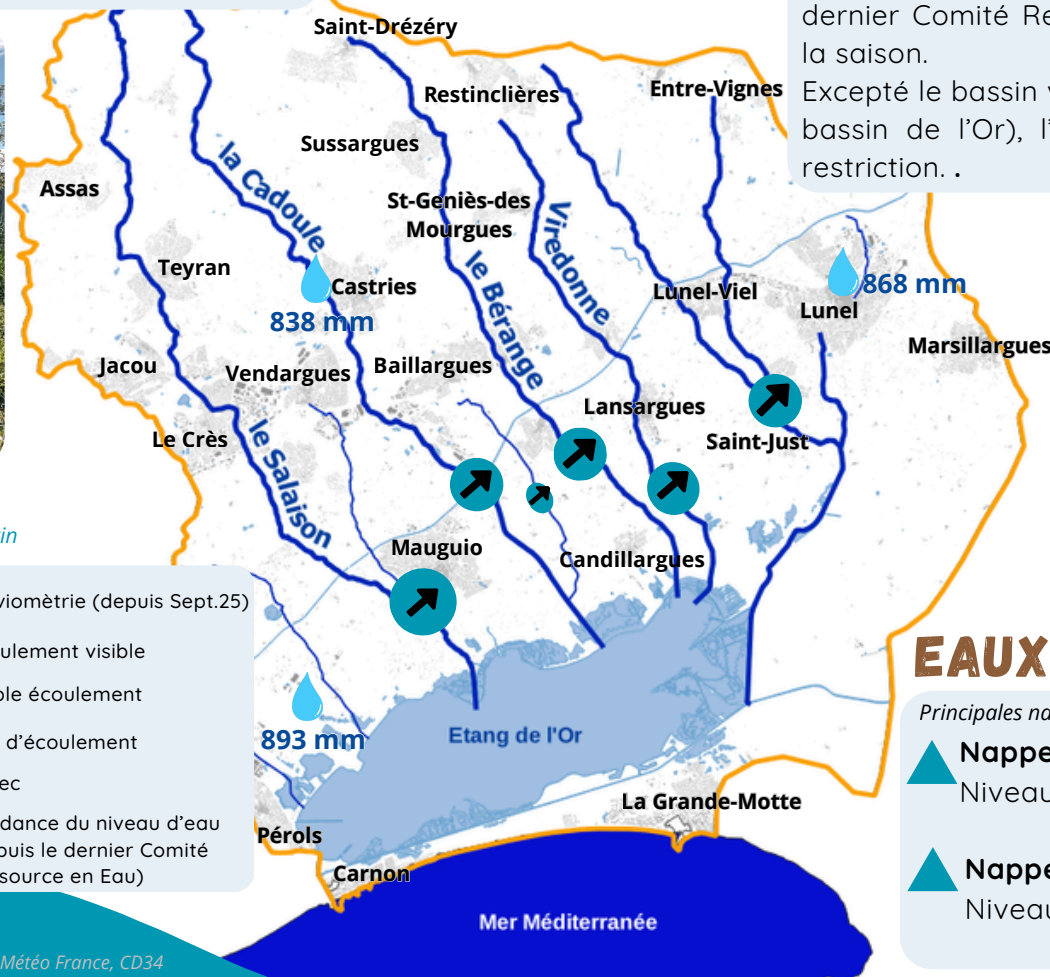 dernier Comité Re
la saison.
Excepté le bassin v
bassin de l'Or), l'
restriction. .
Saint-Drézéry
Restinclières
Entre-Vignes
Sussargues
la Cadoule
Assas
St-Geniès-des
Mourgues
Viredonne
Teyran
le Bérange
Castries
838 mm
Lunel-Viel
868 mm
Lunel
Marsillargues
Jacou
Vendargues
Baillargues
Lansargues
Le Crès
le Salaison
Saint-Just
in
Mauguio
Candillargues
viomètrie (depuis Sept.25)
ulement visible
ble écoulement
d'écoulement
ec
dance du niveau d'eau
puis le dernier Comité
source en Eau)
893 mm
Etang de l'Or
La Grande-Motte
Pérols
Carnon
Mer Méditerranée
EAUX
Principales na
Nappe
Niveau
Nappe
Niveau
Météo France, CD34